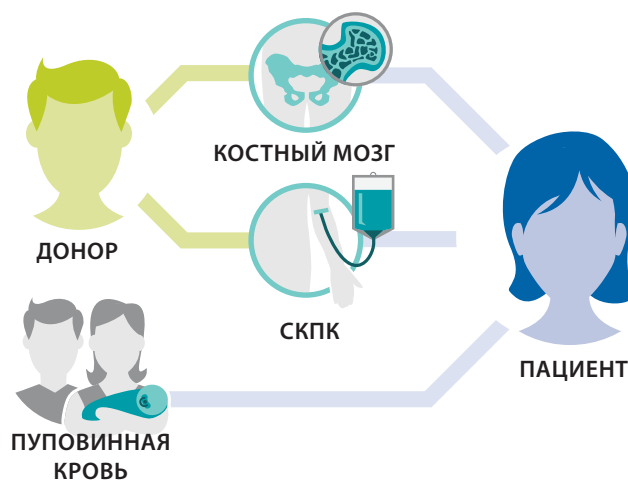 КОСТНЫЙ МОЗГ
ДОНОР
СКПК
ПАЦИЕНТ
ПУПОВИННАЯ
КРОВЬ